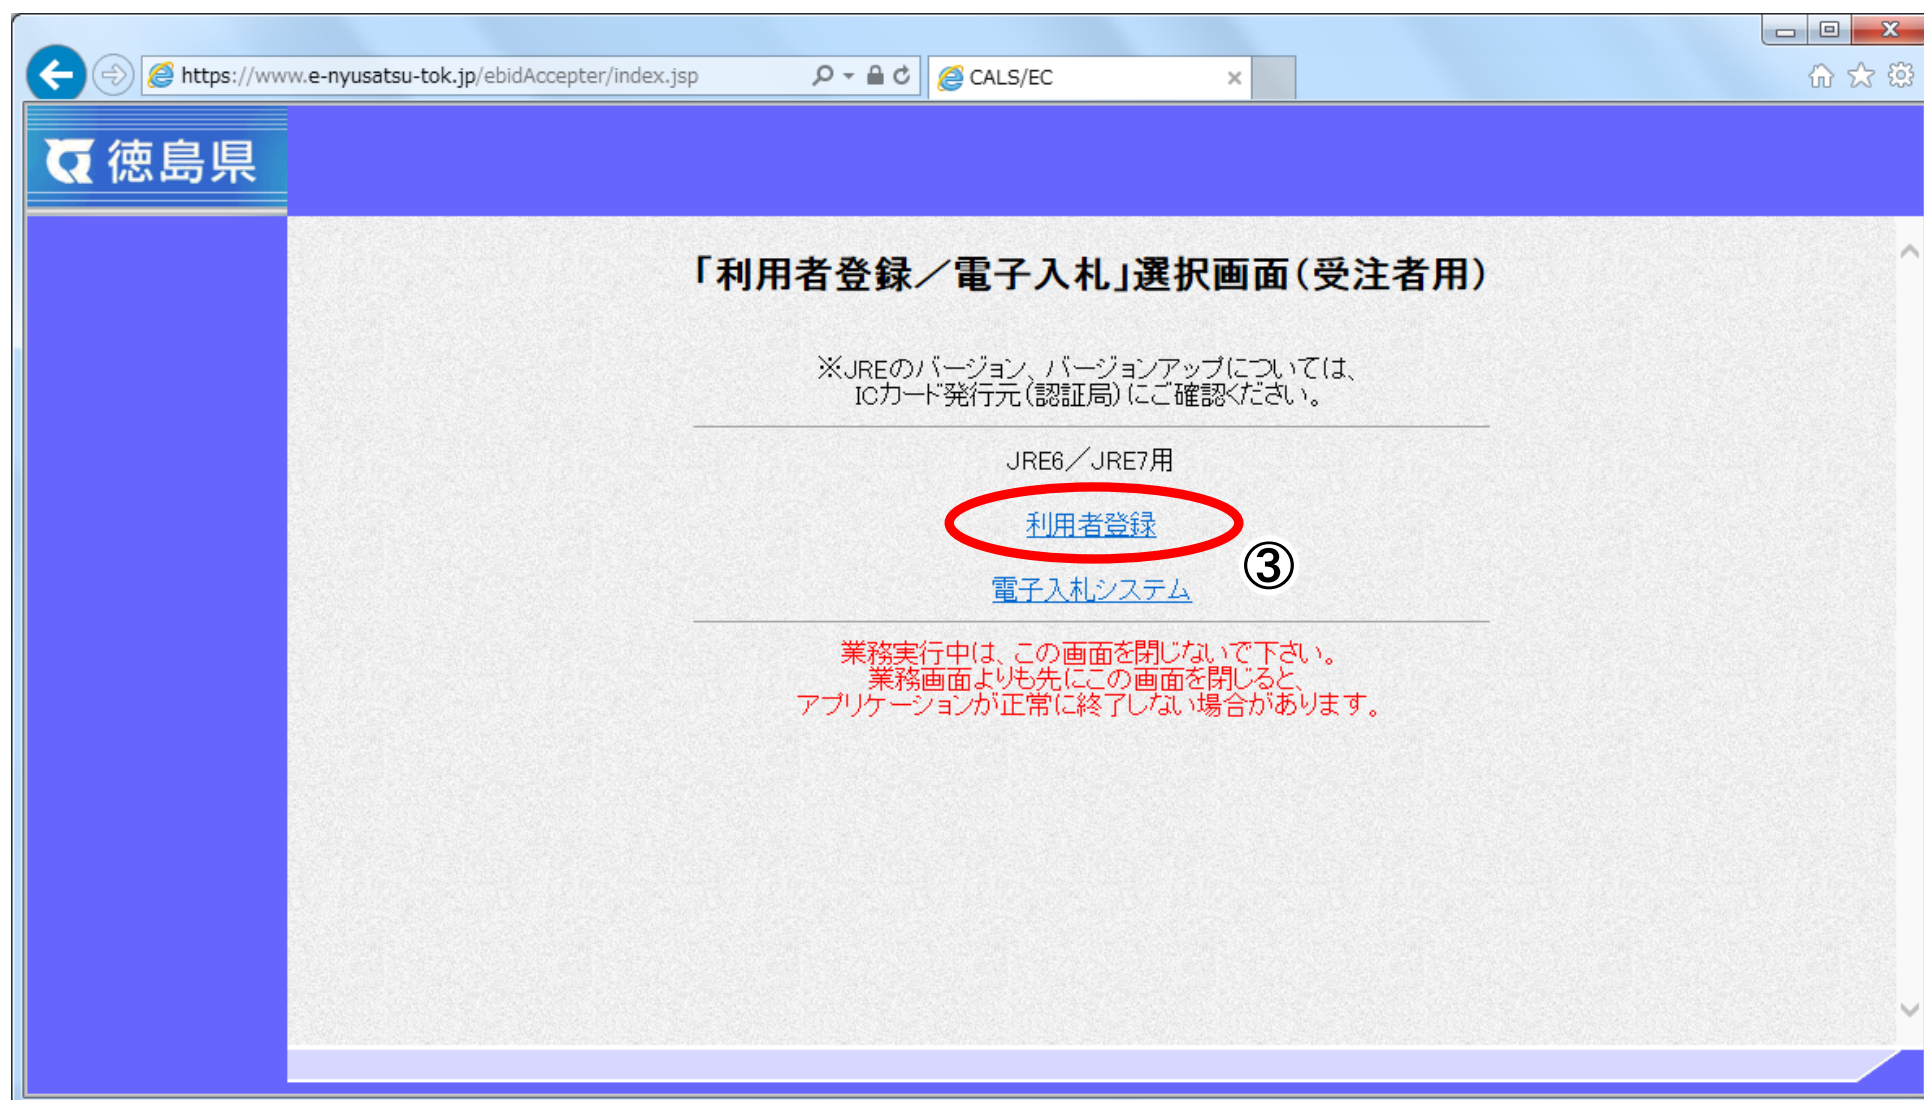 https://www.e-nyusatsu-tok.jp/ebidAccepter/index.jsp
CALS/EC
徳島県
「利用者登録／電子入札」選択画面(受注者用)
※JREのバージョン、バージョンアップについては、
ICカード発行元(認証局)にご確認ください。
JRE6／JRE7用
利用者登録
③
電子入札システム
業務実行中は、この画面を閉じないで下さい。
業務画面よりも先にこの画面を閉じると、
アプリケーションが正常に終了しない場合があります。